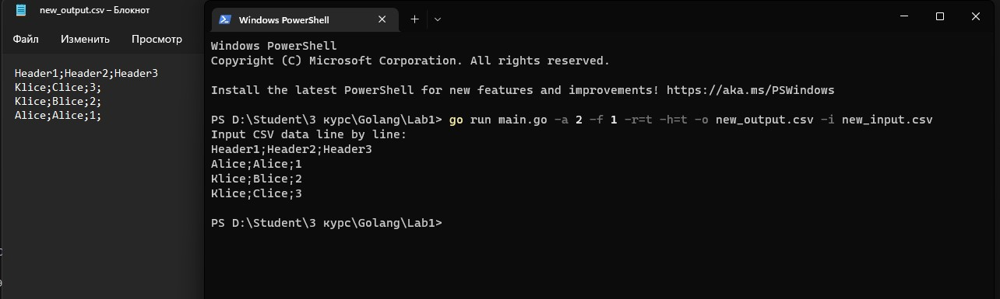 new_output.csv – Блокнот
Файл Изменить Просмотр
Header1;Header2;Header3
Klice;Clice;3;
Klice;Blice;2;
Alice;Alice;1;
Windows PowerShell
Windows PowerShell
Copyright (C) Microsoft Corporation. All rights reserved.
Install the latest PowerShell for new features and improvements! https://aka.ms/PSWindows
PS D:\Student\3 курс\Golang\Lab1> go run main.go -a 2 -f 1 -r=t -h=t -o new_output.csv -i new_input.csv
Input CSV data line by line:
Header1;Header2;Header3
Alice;Alice;1
Klice;Blice;2
Klice;Clice;3
PS D:\Student\3 курс\Golang\Lab1>